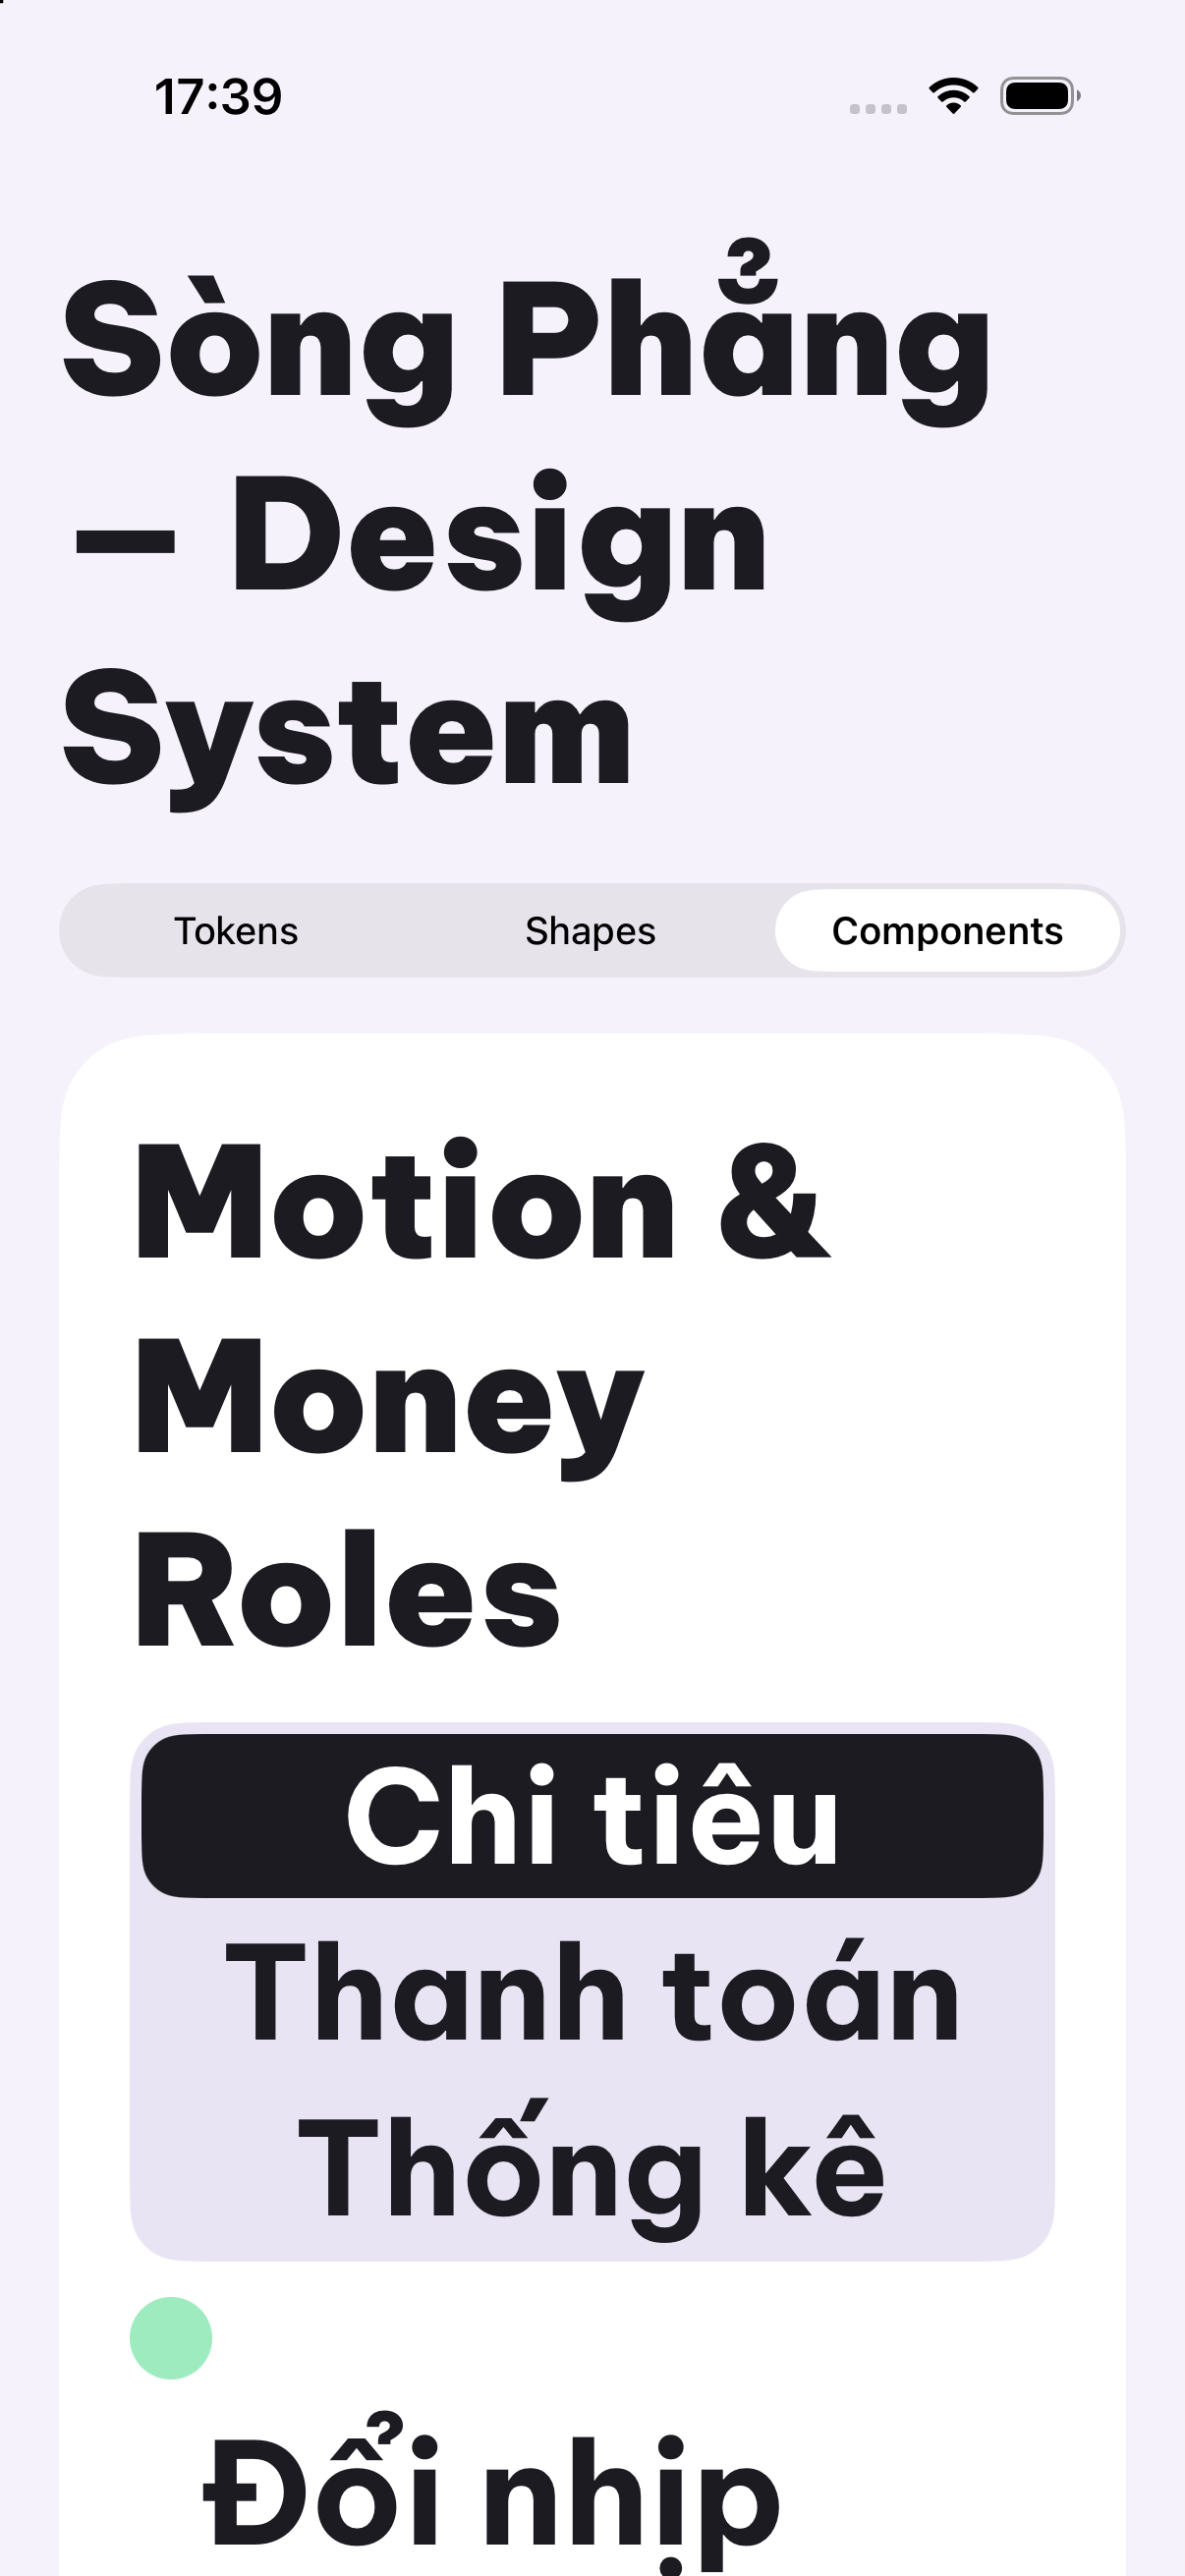 17:39
Sòng Phẳng
— Design
System
Tokens
Shapes
Components
Motion &
Money
Roles
Chi tiêu
Thanh toán
Thống kê
Đổi nhịp